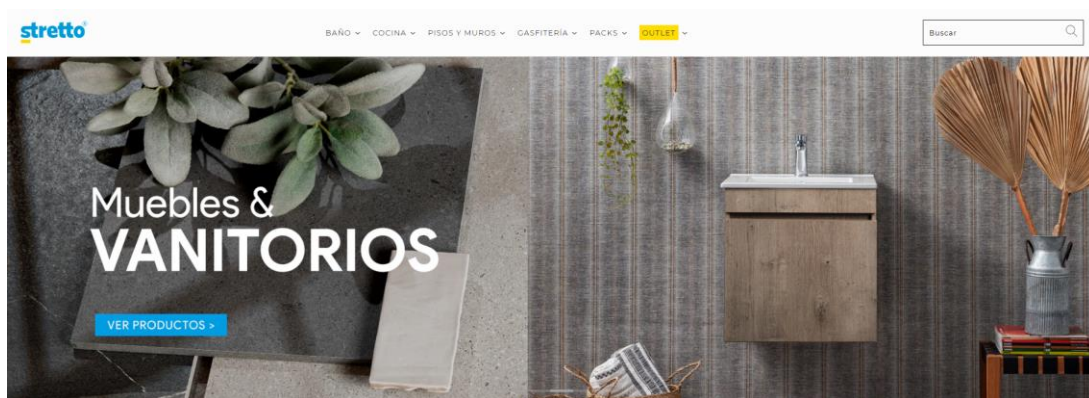 stretto
BAÑO COCINA PISOS Y MUROS GASFITERÍA PACKS OUTLET
Buscar
Muebles &
VANITORIOS
VER PRODUCTOS >